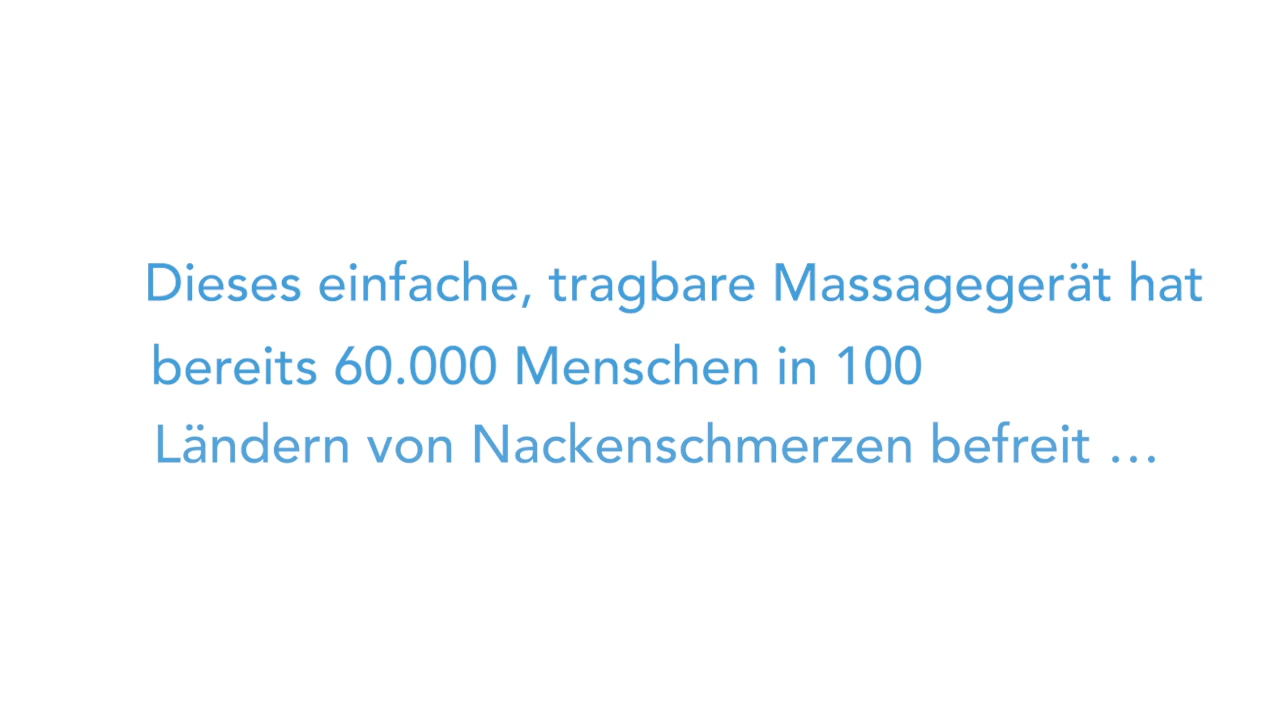 Dieses einfache, tragbare Massagegerät hat
bereits 60.000 Menschen in 100
Ländern von Nackenschmerzen befreit …